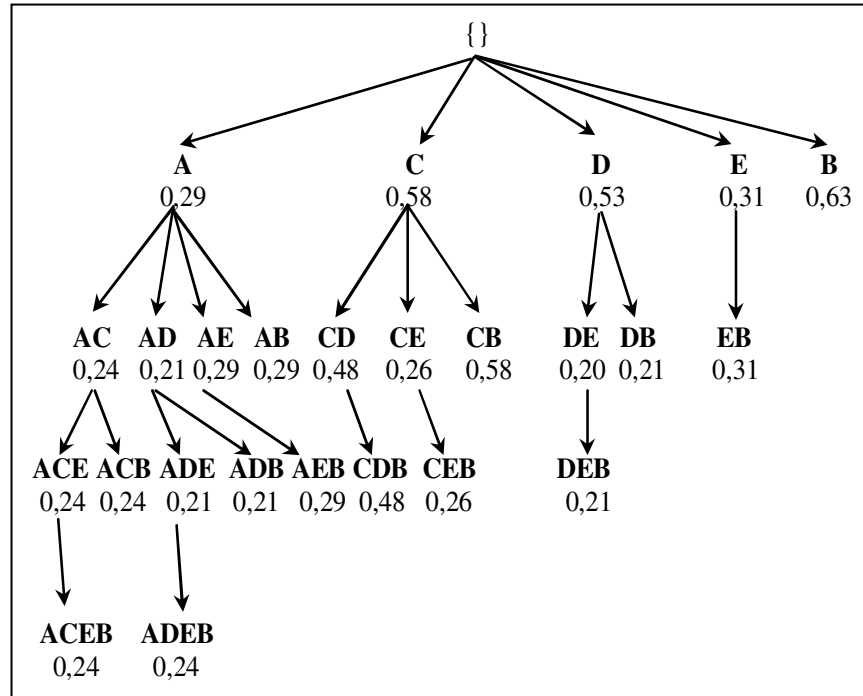 {}
A C D E B
0,29 0,58 0,53 0,31 0,63
AC AD AE AB CD CE CB DE DB EB
0,24 0,21 0,29 0,29 0,48 0,26 0,58 0,20 0,21 0,31
ACE ACB ADE ADB AEB CDB CEB DEB
0,24 0,24 0,21 0,21 0,29 0,48 0,26 0,21
ACEB ADEB
0,24 0,24